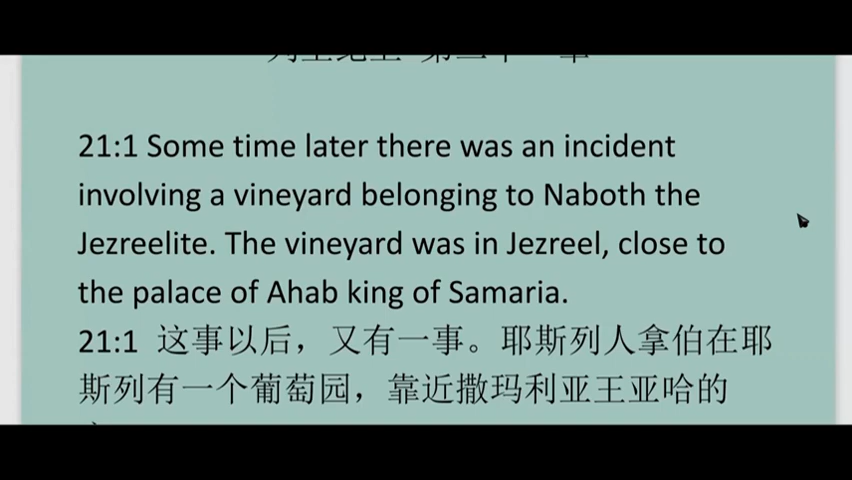 21:1 Some time later there was an incident
involving a vineyard belonging to Naboth the
Jezreelite. The vineyard was in Jezreel, close to
the palace of Ahab king of Samaria.
21:1 这事以后，又有一事。耶斯列人拿伯在耶
斯列有一个葡萄园，靠近撒玛利亚王亚哈的